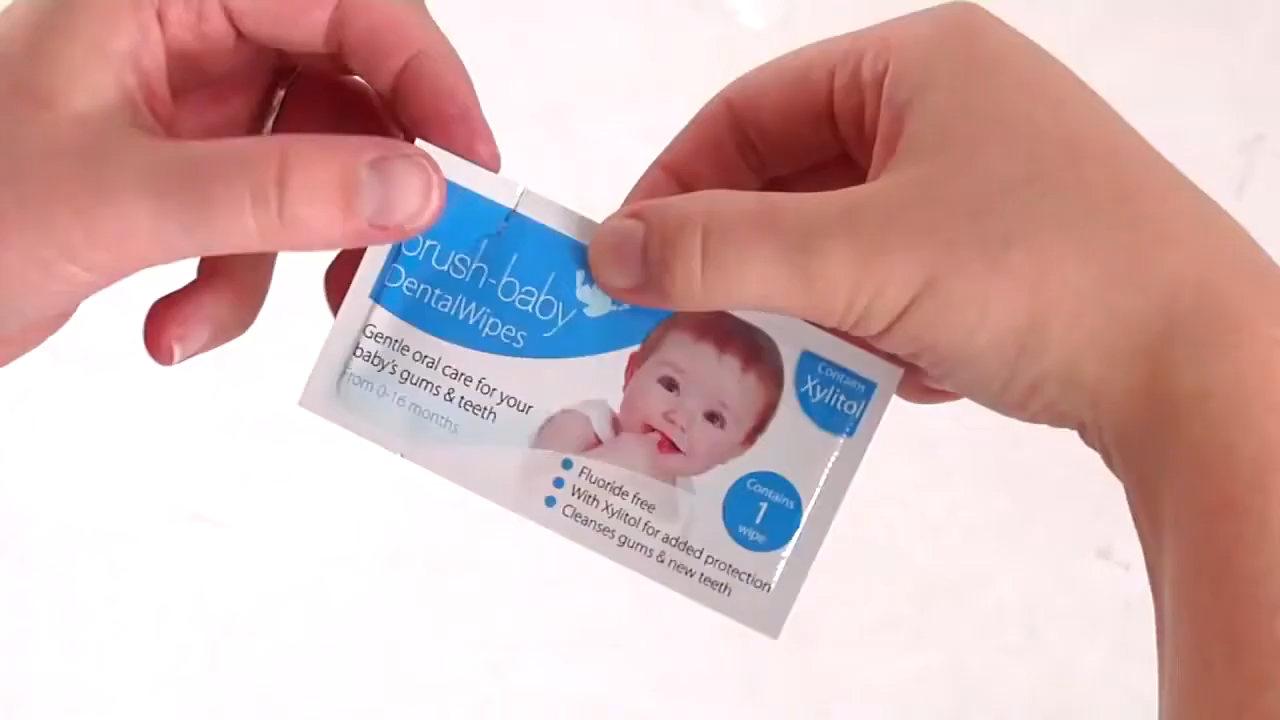 brush-baby
DentalWipes
Gentle oral care for your
baby's gums & teeth
From 0-16 months
Contains
Xylitol
Contains
1
wipe
Fluoride free
With Xylitol for added protection
Cleanses gums & new teeth